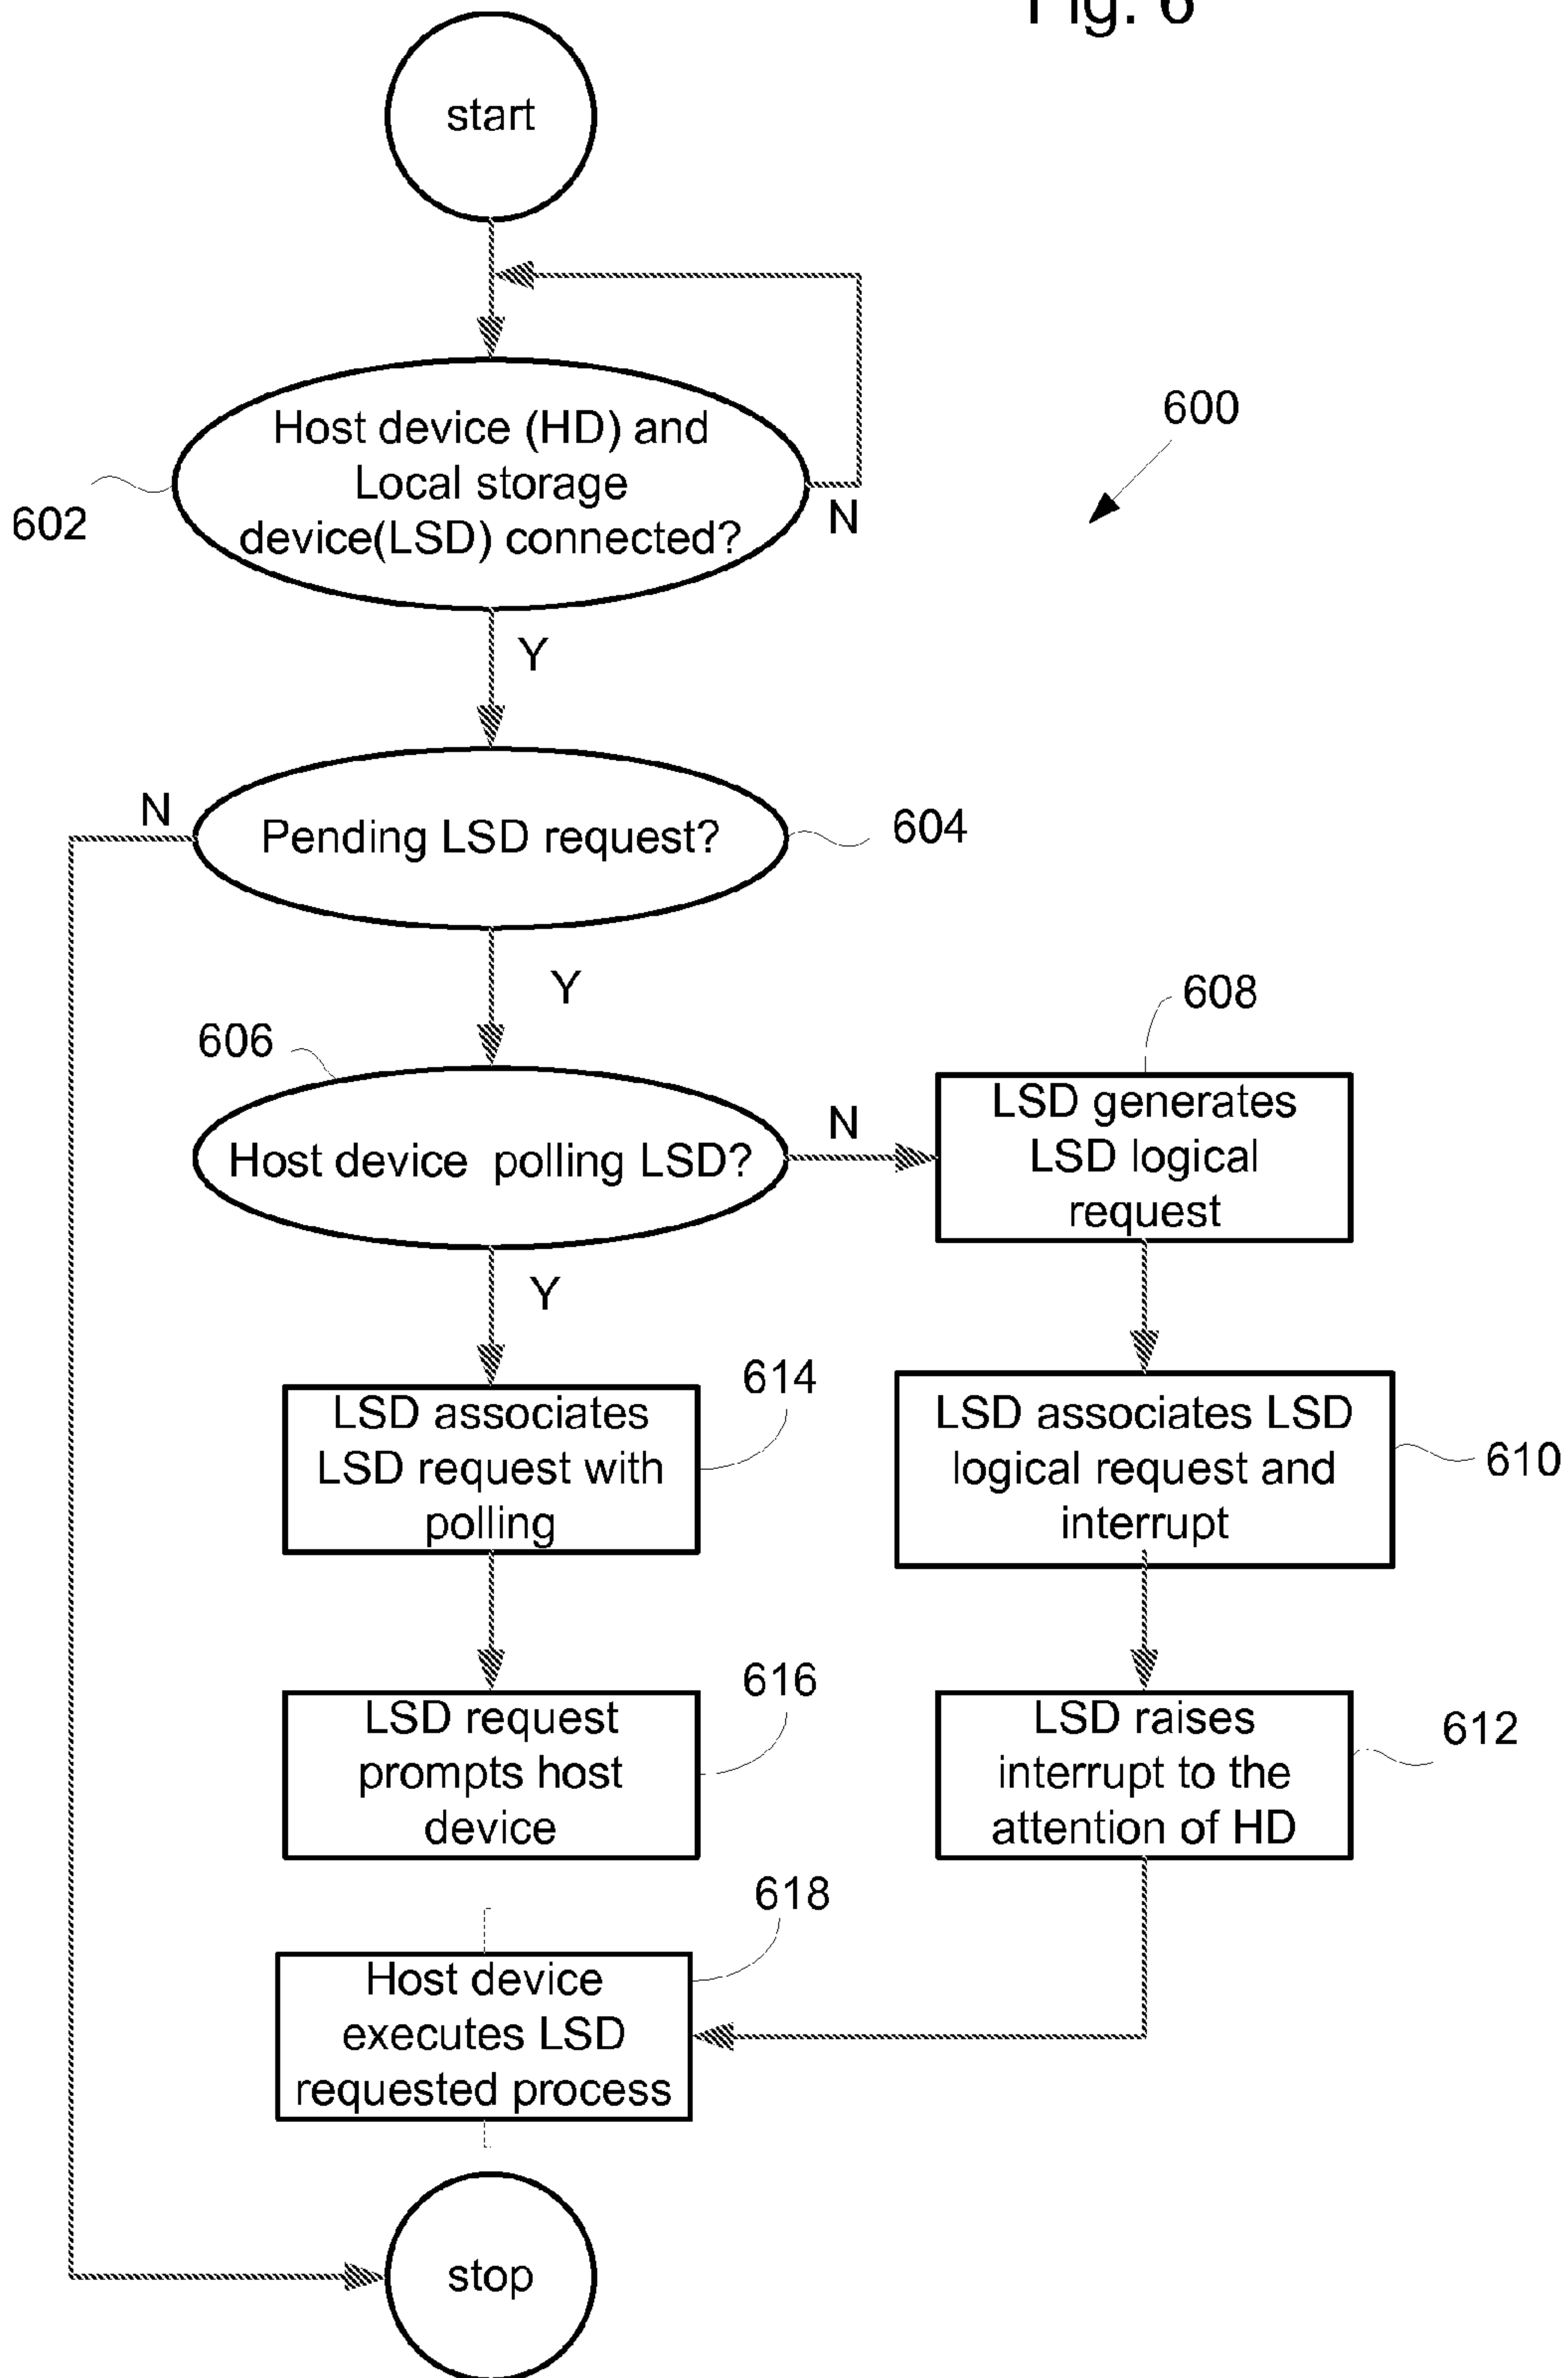 Fig. 6
start
Host device (HD) and
Local storage
device(LSD) connected?
602
N
600
Y
N
Pending LSD request?
604
Y
606
Host device  polling LSD?
N
608
LSD generates
LSD logical
request
Y
614
LSD associates
LSD request with
polling
LSD associates LSD
logical request and
interrupt
610
616
LSD request
prompts host
device
LSD raises
interrupt to the
attention of HD
612
618
Host device
executes LSD
requested process
stop